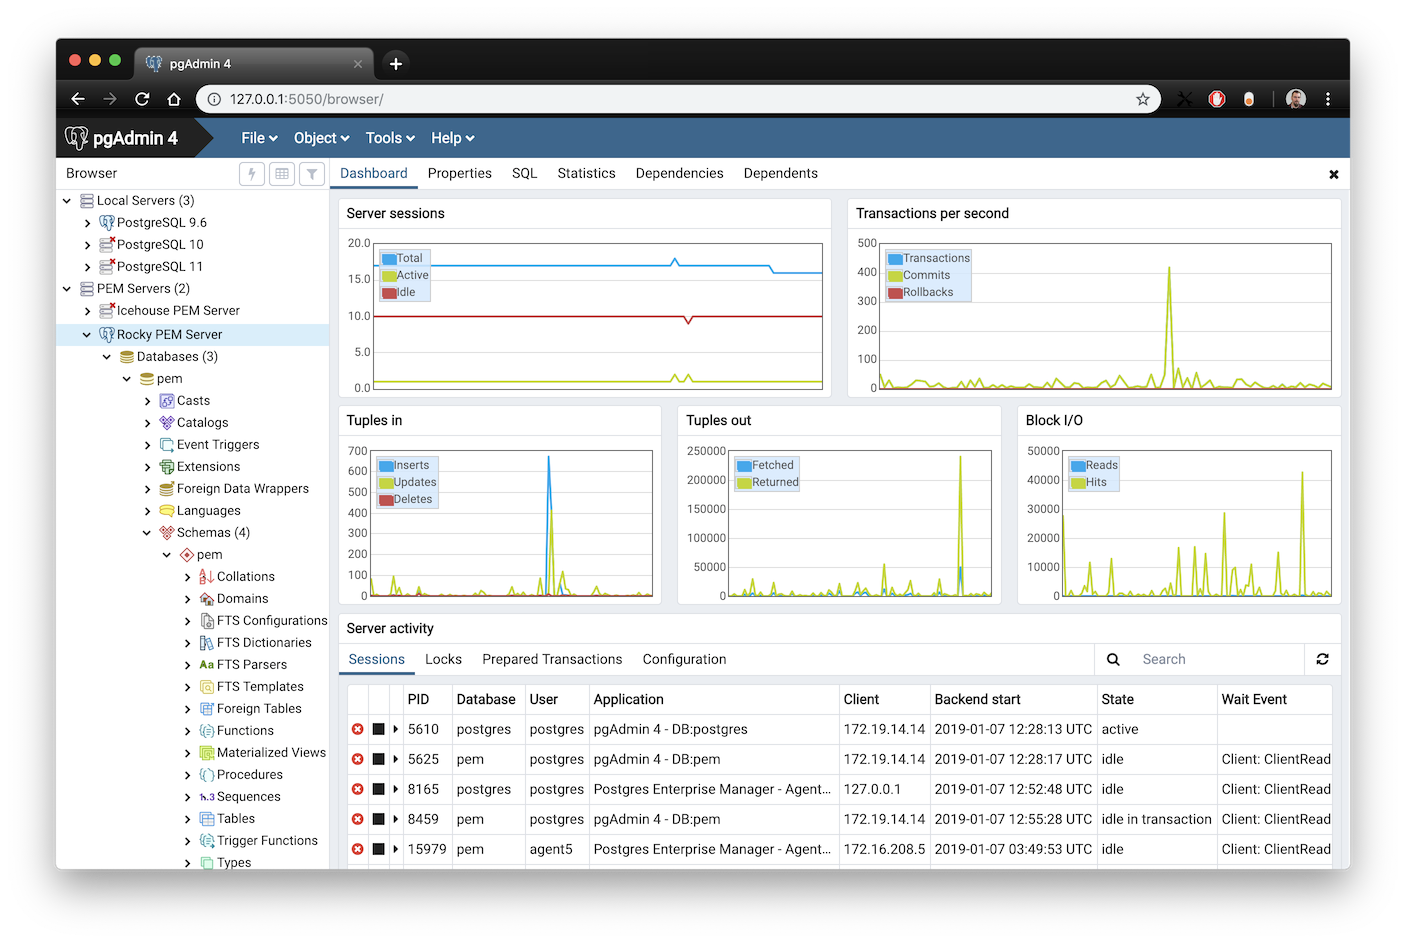 pgAdmin 4
127.0.0.1:5050/browser/
pgAdmin 4 File Object Tools Help
Browser
Dashboard Properties SQL Statistics Dependencies Dependents
Local Servers (3)
PostgreSQL 9.6
PostgreSQL 10
PostgreSQL 11
PEM Servers (2)
Icehouse PEM Server
Rocky PEM Server
Databases (3)
pem
Casts
Catalogs
Event Triggers
Extensions
Foreign Data Wrappers
Languages
Schemas (4)
pem
Collations
Domains
FTS Configurations
FTS Dictionaries
Aa FTS Parsers
FTS Templates
Foreign Tables
Functions
Materialized Views
Procedures
1..3 Sequences
Tables
Trigger Functions
Types
Server sessions
20.0
15.0
10.0
5.0
0.0
Total
Active
Idle
Transactions per second
500
400
300
200
100
0
Transactions
Commits
Rollbacks
Tuples in
700
600
500
400
300
200
100
0
Inserts
Updates
Deletes
Tuples out
250000
200000
150000
100000
50000
0
Fetched
Returned
Block I/O
50000
40000
30000
20000
10000
0
Reads
Hits
Server activity
Sessions Locks Prepared Transactions Configuration
Search
PID Database User Application Client Backend start State Wait Event
5610 postgres postgres pgAdmin 4 - DB:postgres 172.19.14.14 2019-01-07 12:28:13 UTC active
5625 pem postgres pgAdmin 4 - DB:pem 172.19.14.14 2019-01-07 12:28:17 UTC idle Client: ClientRead
8165 postgres postgres Postgres Enterprise Manager - Agent... 127.0.0.1 2019-01-07 12:52:48 UTC idle Client: ClientRead
8459 pem postgres pgAdmin 4 - DB:pem 172.19.14.14 2019-01-07 12:55:28 UTC idle in transaction Client: ClientRead
15979 pem agent5 Postgres Enterprise Manager - Agent... 172.16.208.5 2019-01-07 03:49:53 UTC idle Client: ClientRead